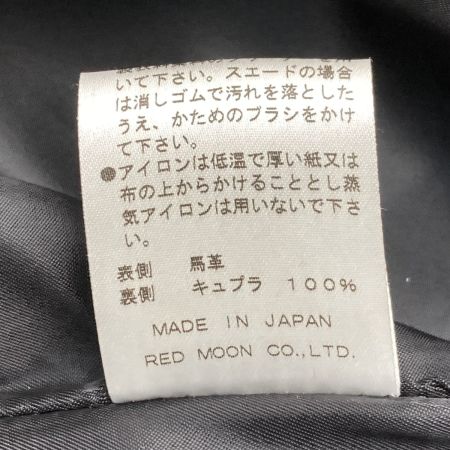 いて下さい。スエードの場合
は消しゴムで汚れを落とした
うえ、かためのブラシをかけ
て下さい。
●アイロンは低温で厚い紙又は
布の上からかけることとし蒸
気アイロンは用いないで下さ
い。
表側 馬革
裏側 キュプラ 100%
MADE IN JAPAN
RED MOON CO.,LTD.